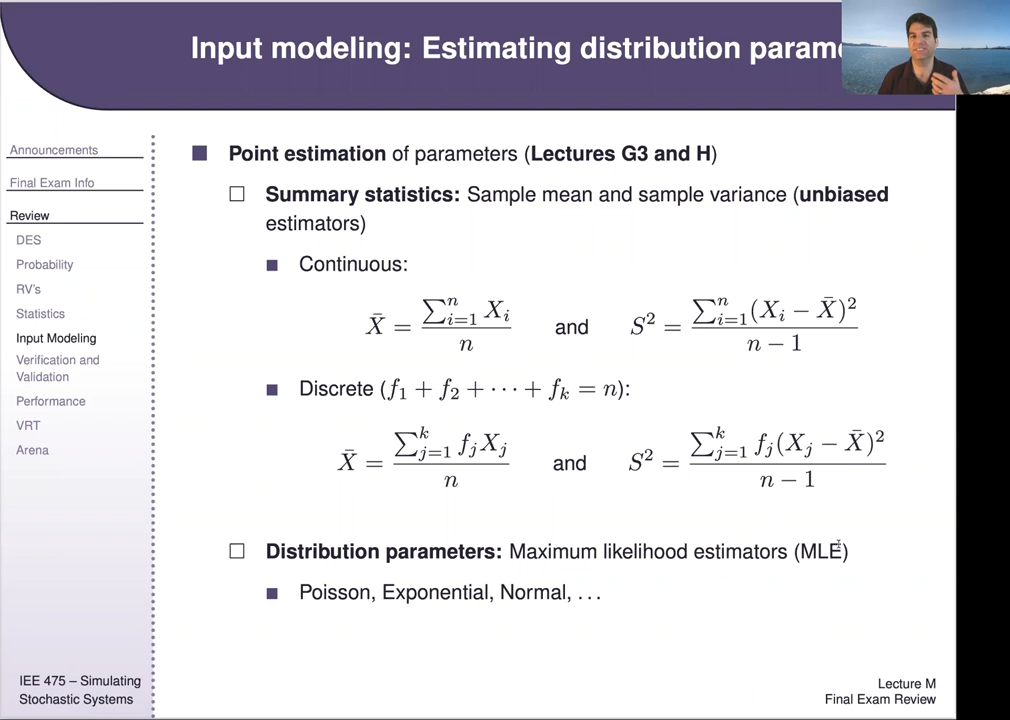 Input modeling: Estimating distribution
Announcements
Final Exam Info
Review
DES
Probability
RV's
Statistics
Input Modeling
Verification and
Validation
Performance
VRT
Arena
IEE 475 – Simulating
Stochastic Systems
■ Point estimation of parameters (Lectures G3 and H)
□ Summary statistics: Sample mean and sample variance (unbiased
estimators)
■ Continuous:
X̄ = ∑ⁿᵢ₌₁ Xᵢ / n and S² = ∑ⁿᵢ₌₁(Xᵢ − X̄)² / n − 1
■ Discrete (f₁ + f₂ + ··· + fₖ = n):
X̄ = ∑ᵏⱼ₌₁ fⱼXⱼ / n and S² = ∑ᵏⱼ₌₁ fⱼ(Xⱼ − X̄)² / n − 1
□ Distribution parameters: Maximum likelihood estimators (MLE)
■ Poisson, Exponential, Normal, ...
Lecture M
Final Exam Review